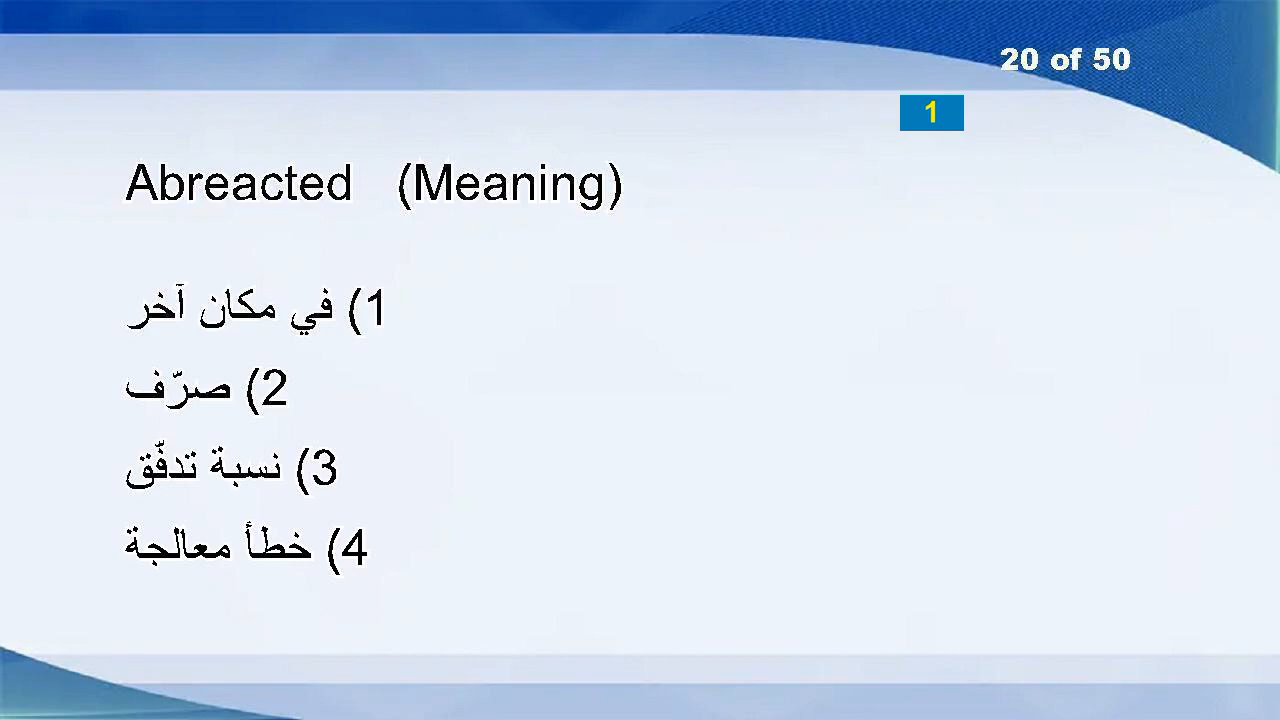 20 of 50
1
Abreacted (Meaning)
1) في مكان آخر
2) صرّف
3) نسبة تدفّق
4) خطأ معالجة